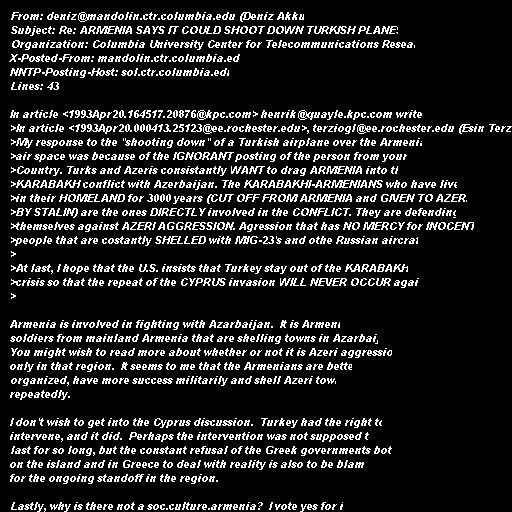 From: deniz@mandolin.ctr.columbia.edu (Deniz Akku
Subject: Re: ARMENIA SAYS IT COULD SHOOT DOWN TURKISH PLANES
Organization: Columbia University Center for Telecommunications Resea
X-Posted-From: mandolin.ctr.columbia.ed
NNTP-Posting-Host: sol.ctr.columbia.edu
Lines: 43

In article <1993Apr20.164517.20876@kpc.com> henrik@quayle.kpc.com write
>In article <1993Apr20.000413.25123@ee.rochester.edu>, terziogl@ee.rochester.edu (Esin Terz
>My response to the "shooting down" of a Turkish airplane over the Armenia
>air space was because of the IGNORANT posting of the person from your
>Country. Turks and Azeris consistantly WANT to drag ARMENIA into th
>KARABAKH conflict with Azerbaijan. The KARABAKHI-ARMENIANS who have live
>in their HOMELAND for 3000 years (CUT OFF FROM ARMENIA and GIVEN TO AZER
>BY STALIN) are the ones DIRECTLY involved in the CONFLICT. They are defending
>themselves against AZERI AGGRESSION. Agression that has NO MERCY for INOCENT
>people that are costantly SHELLED with MIG-23's and othe Russian aircraf
>
>At last, I hope that the U.S. insists that Turkey stay out of the KARABAKH
>crisis so that the repeat of the CYPRUS invasion WILL NEVER OCCUR agai
>

Armenia is involved in fighting with Azarbaijan.  It is Armeni
soldiers from mainland Armenia that are shelling towns in Azarbaij
You might wish to read more about whether or not it is Azeri aggressio
only in that region.  It seems to me that the Armenians are bette
organized, have more success militarily and shell Azeri tow
repeatedly.

I don't wish to get into the Cyprus discussion.  Turkey had the right to
intervene, and it did.  Perhaps the intervention was not supposed t
last for so long, but the constant refusal of the Greek governments bot
on the island and in Greece to deal with reality is also to be blam
for the ongoing standoff in the region.

Lastly, why is there not a soc.culture.armenia?  I vote yes for i